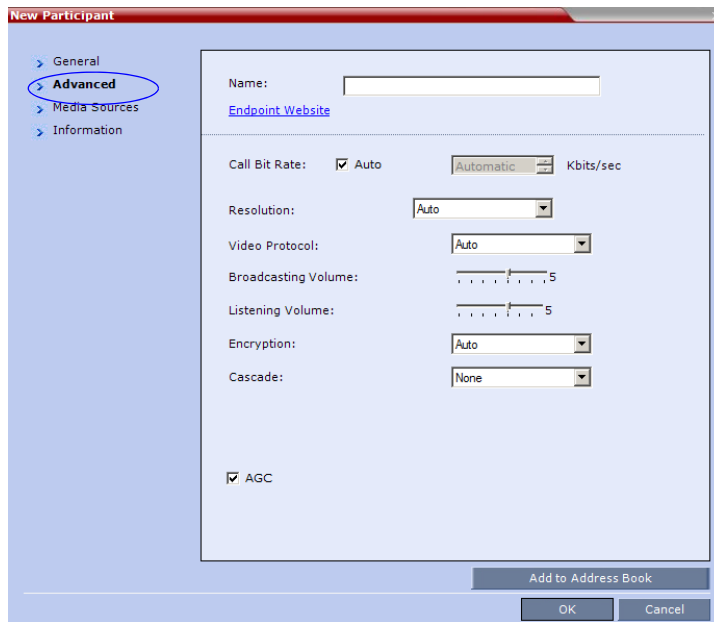 New Participant
General
Advanced
Media Sources
Information
Name:
Endpoint Website
Call Bit Rate: Auto Automatic Kbits/sec
Resolution: Auto
Video Protocol: Auto
Broadcasting Volume: 5
Listening Volume: 5
Encryption: Auto
Cascade: None
AGC
Add to Address Book
OK Cancel